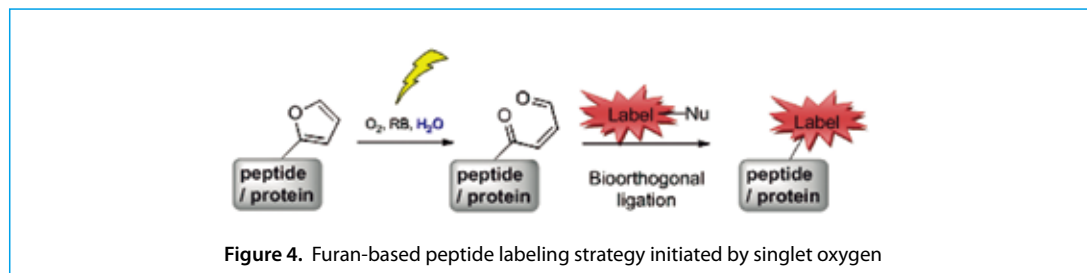 O
O₂, RB, H₂O
peptide
/ protein
O
O
peptide
/ protein
Label
Nu
Bioorthogonal
ligation
Label
peptide
/ protein
Figure 4. Furan-based peptide labeling strategy initiated by singlet oxygen